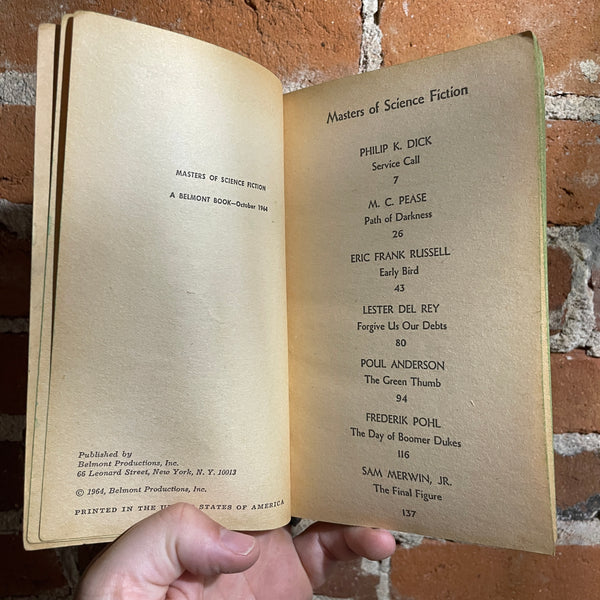 MASTERS OF SCIENCE FICTION
A BELMONT BOOK—October 1964
Published by
Belmont Productions, Inc.
66 Leonard Street, New York, N. Y. 10013
© 1964, Belmont Productions, Inc.
PRINTED IN THE UNITED STATES OF AMERICA
Masters of Science Fiction
PHILIP K. DICK
Service Call
7
M. C. PEASE
Path of Darkness
26
ERIC FRANK RUSSELL
Early Bird
43
LESTER DEL REY
Forgive Us Our Debts
80
POUL ANDERSON
The Green Thumb
94
FREDERIK POHL
The Day of Boomer Dukes
116
SAM MERWIN, JR.
The Final Figure
137